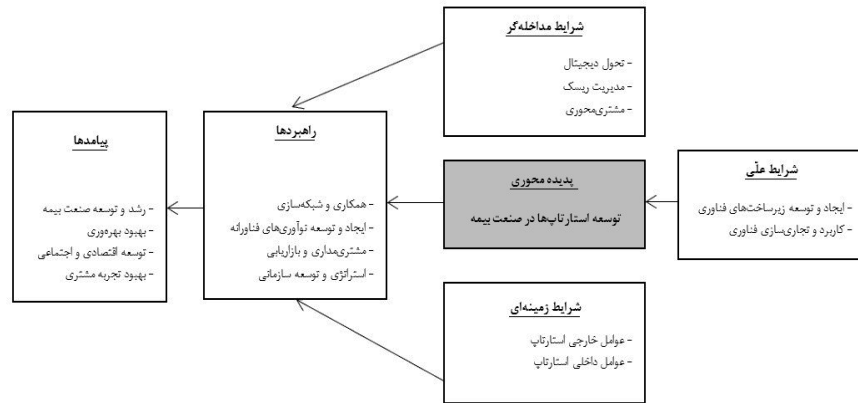 شرایط مداخله‌گر
- تحول دیجیتال
- مدیریت ریسک
- مشتری‌محوری
شرایط علّی
- ایجاد و توسعه زیرساخت‌های فناوری
- کاربرد و تجاری‌سازی فناوری
پدیده محوری
توسعه استارتاپ‌ها در صنعت بیمه
راهبردها
- همکاری و شبکه‌سازی
- ایجاد و توسعه نوآوری‌های فناورانه
- مشتری‌مداری و بازاریابی
- استراتژی و توسعه سازمانی
پیامدها
- رشد و توسعه صنعت بیمه
- بهبود بهره‌وری
- توسعه اقتصادی و اجتماعی
- بهبود تجربه مشتری
شرایط زمینه‌ای
- عوامل خارجی استارتاپ
- عوامل داخلی استارتاپ